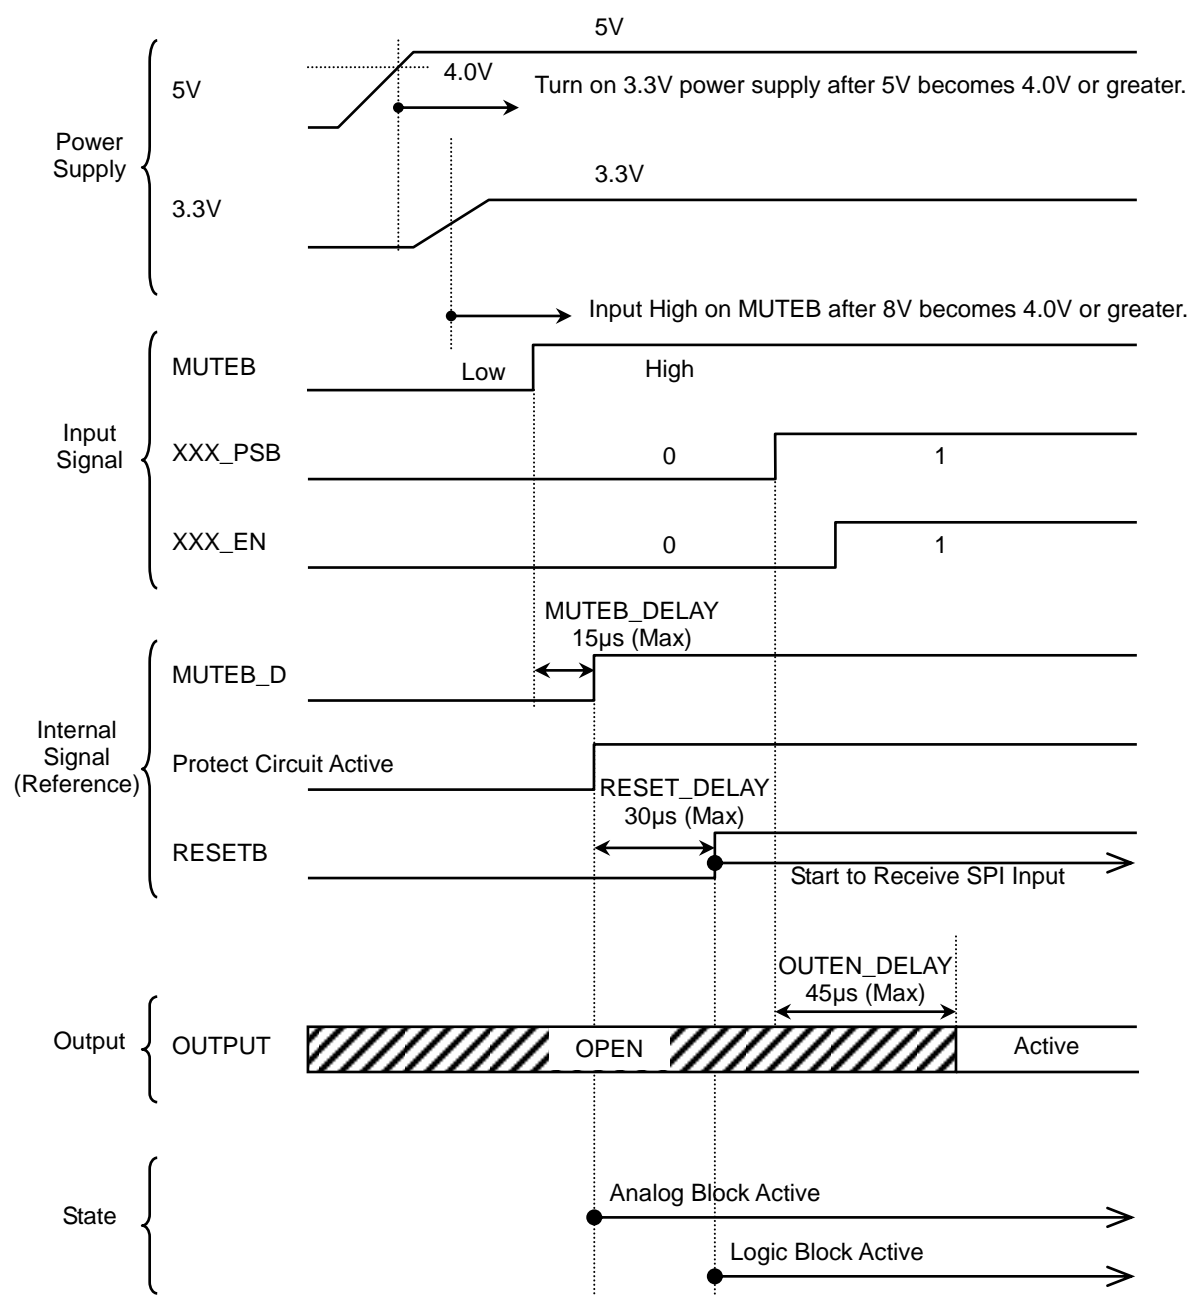 5V
4.0V
5V
Turn on 3.3V power supply after 5V becomes 4.0V or greater.
Power
Supply
3.3V
3.3V
Input High on MUTEB after 8V becomes 4.0V or greater.
MUTEB
Low
High
Input
Signal
XXX_PSB
0
1
XXX_EN
0
1
MUTEB_DELAY
15µs (Max)
MUTEB_D
Internal
Signal
(Reference)
Protect Circuit Active
RESET_DELAY
30µs (Max)
RESETB
Start to Receive SPI Input
OUTEN_DELAY
45µs (Max)
Output
OUTPUT
OPEN
Active
State
Analog Block Active
Logic Block Active